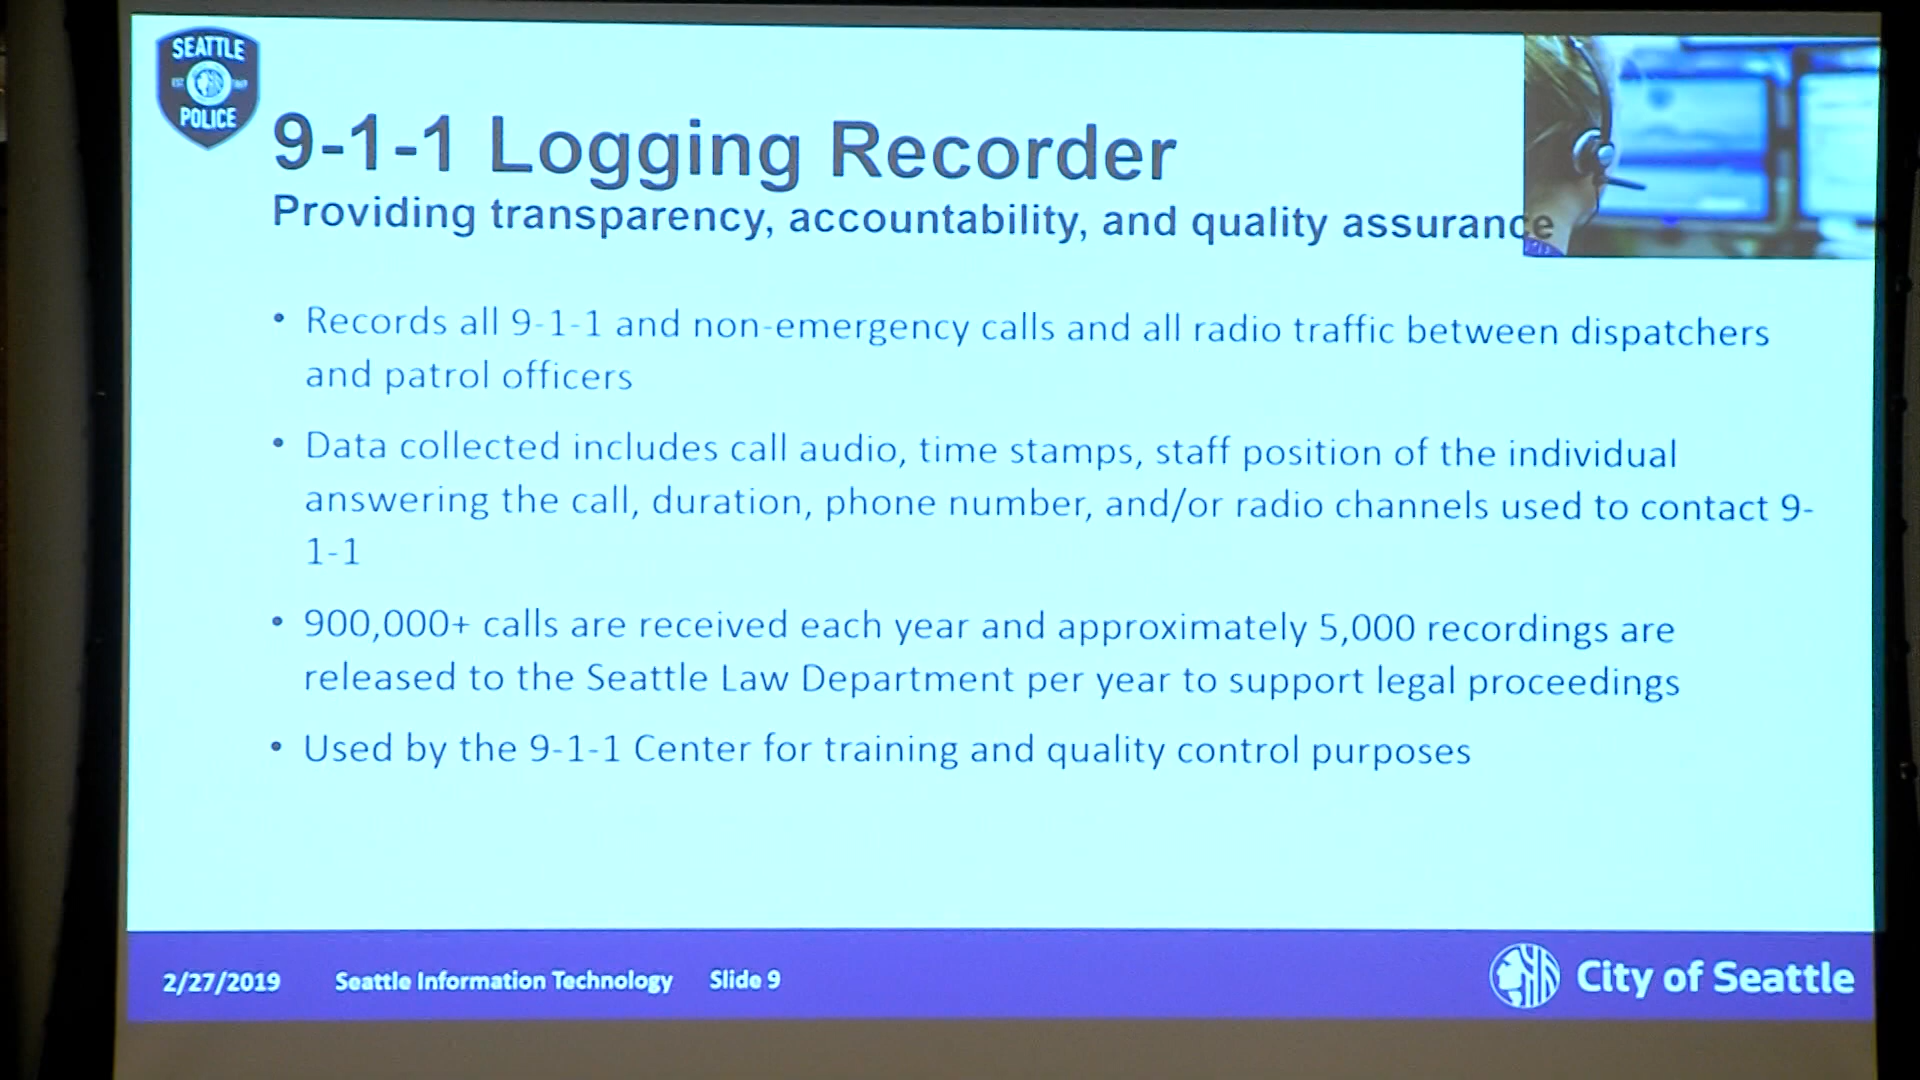 SEATTLE
POLICE
9-1-1 Logging Recorder
Providing transparency, accountability, and quality assurance
• Records all 9-1-1 and non-emergency calls and all radio traffic between dispatchers
and patrol officers
• Data collected includes call audio, time stamps, staff position of the individual
answering the call, duration, phone number, and/or radio channels used to contact 9-
1-1
• 900,000+ calls are received each year and approximately 5,000 recordings are
released to the Seattle Law Department per year to support legal proceedings
• Used by the 9-1-1 Center for training and quality control purposes
2/27/2019 Seattle Information Technology Slide 9
City of Seattle